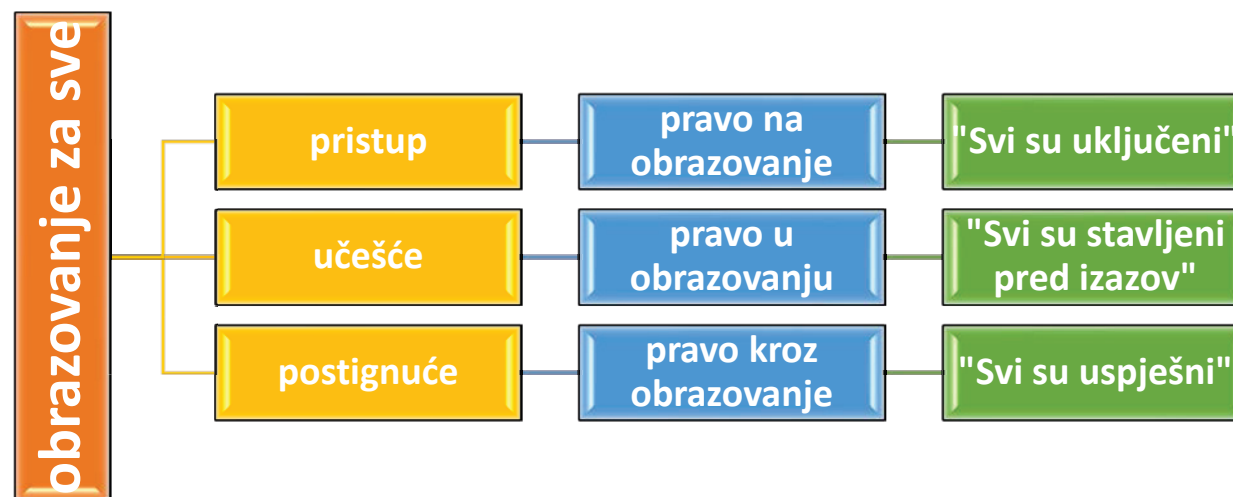 obrazovanje za sve
pristup
pravo na
obrazovanje
"Svi su uključeni"
učešće
pravo u
obrazovanju
"Svi su stavljeni
pred izazov"
postignuće
pravo kroz
obrazovanje
"Svi su uspješni"